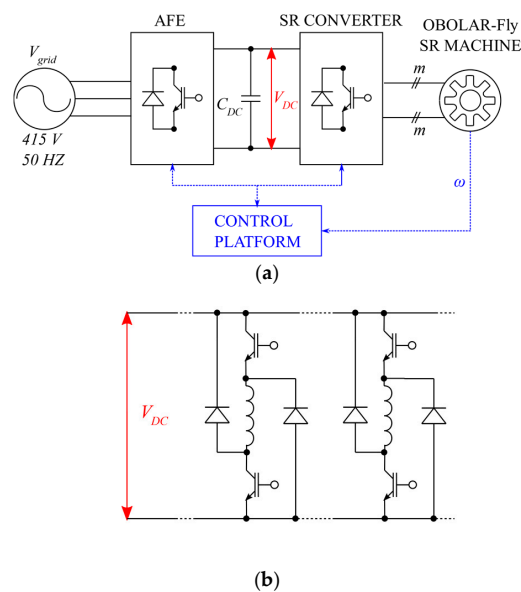 AFE
SR CONVERTER
OBOLAR-Fly
SR MACHINE
V_grid
415 V
50 HZ
C_DC
V_DC
m
m
ω
CONTROL
PLATFORM
(a)
V_DC
(b)